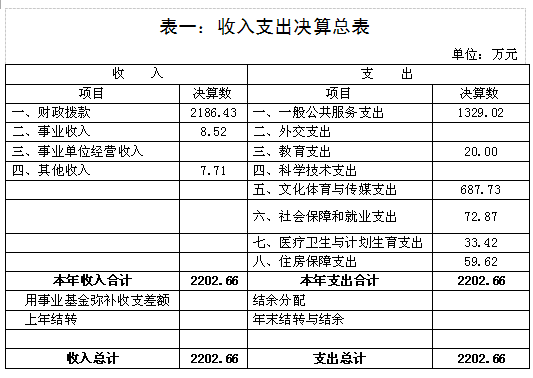 表一：收入支出决算总表
单位：万元
收 入 支 出
项目 决算数 项目 决算数
一、财政拨款 2186.43 一、一般公共服务支出 1329.02
二、事业收入 8.52 二、外交支出
三、事业单位经营收入 三、教育支出 20.00
四、其他收入 7.71 四、科学技术支出
五、文化体育与传媒支出 687.73
六、社会保障和就业支出 72.87
七、医疗卫生与计划生育支出 33.42
八、住房保障支出 59.62
本年收入合计 2202.66 本年支出合计 2202.66
用事业基金弥补收支差额 结余分配
上年结转 年末结转与结余
收入总计 2202.66 支出总计 2202.66